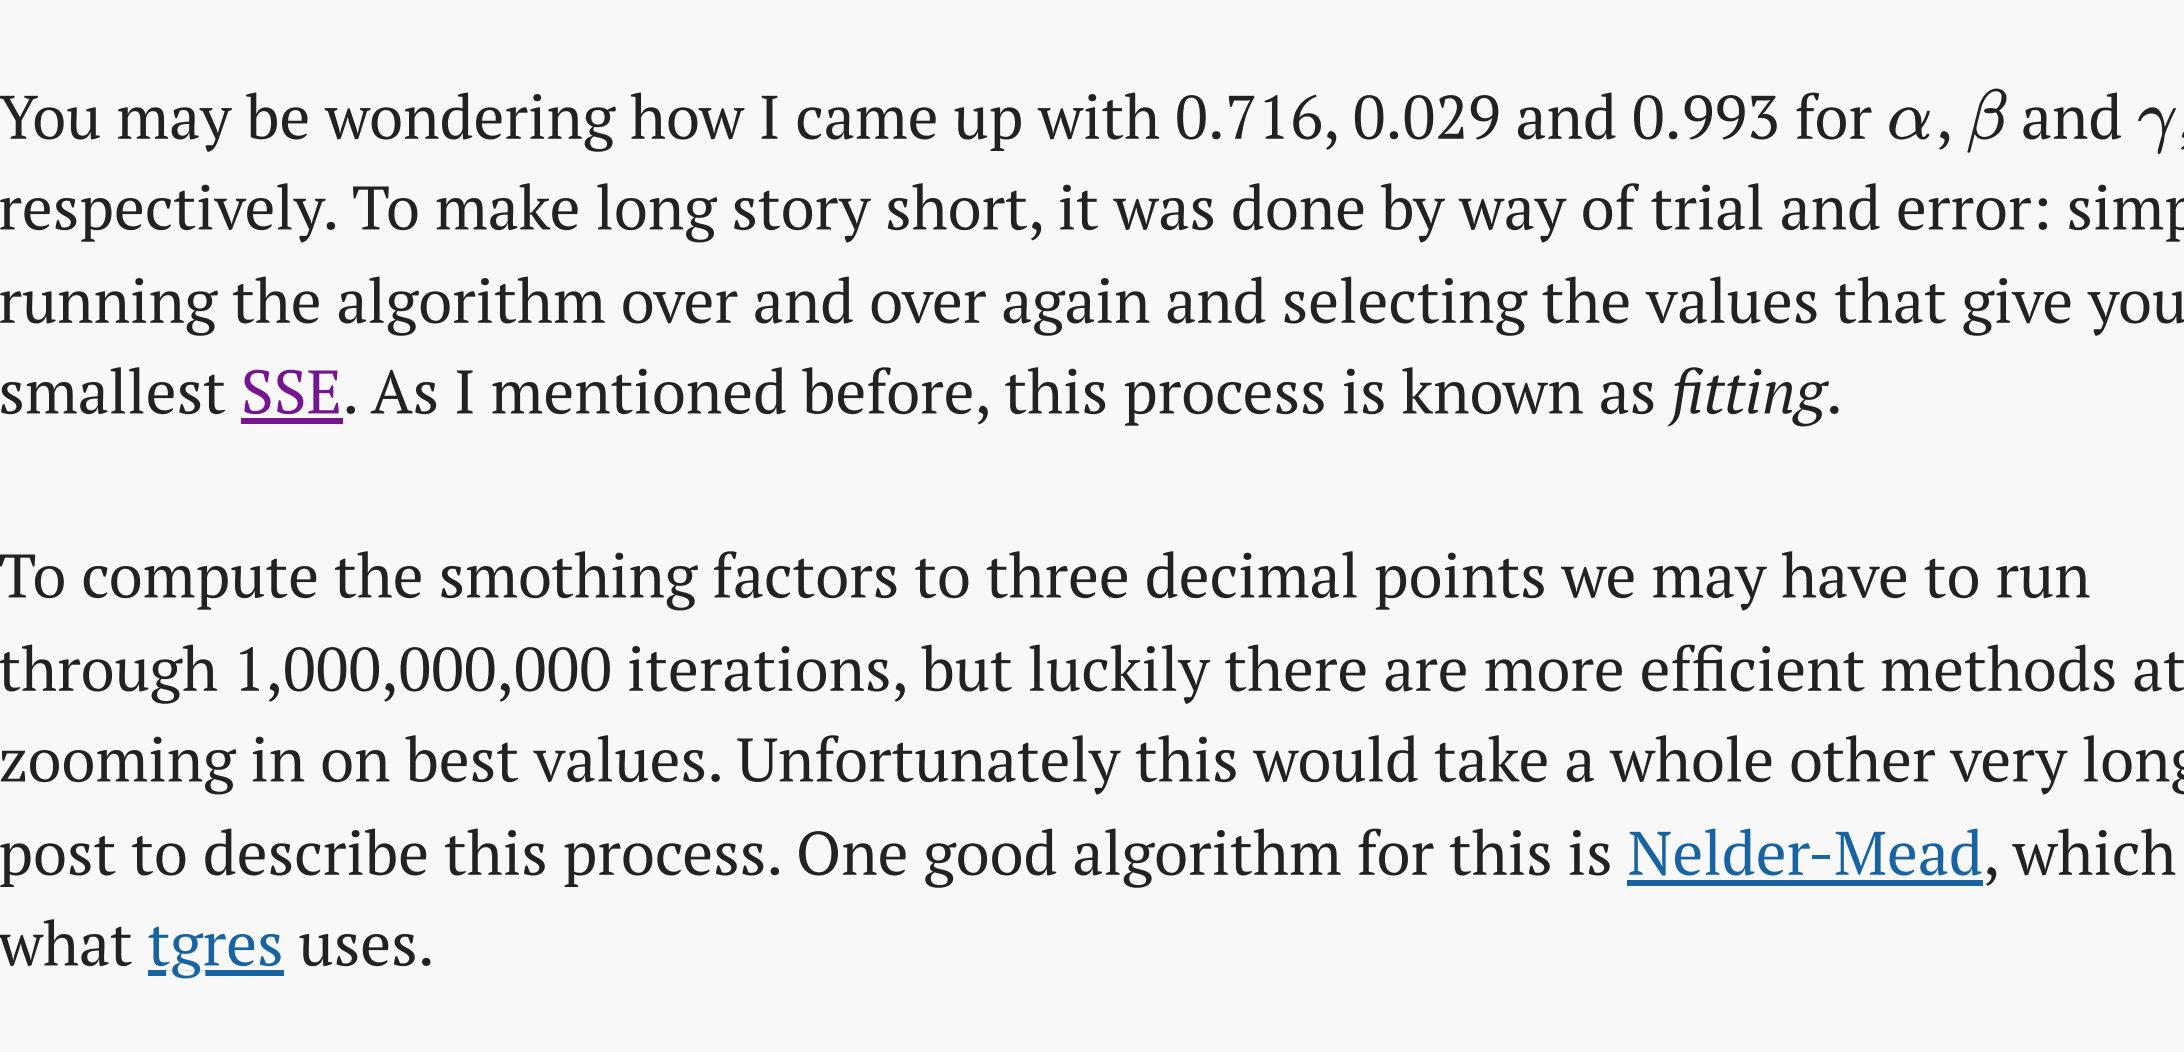 You may be wondering how I came up with 0.716, 0.029 and 0.993 for α, β and γ,
respectively. To make long story short, it was done by way of trial and error: simp
running the algorithm over and over again and selecting the values that give you
smallest SSE. As I mentioned before, this process is known as fitting.
To compute the smothing factors to three decimal points we may have to run
through 1,000,000,000 iterations, but luckily there are more efficient methods at
zooming in on best values. Unfortunately this would take a whole other very long
post to describe this process. One good algorithm for this is Nelder-Mead, which
what tgres uses.